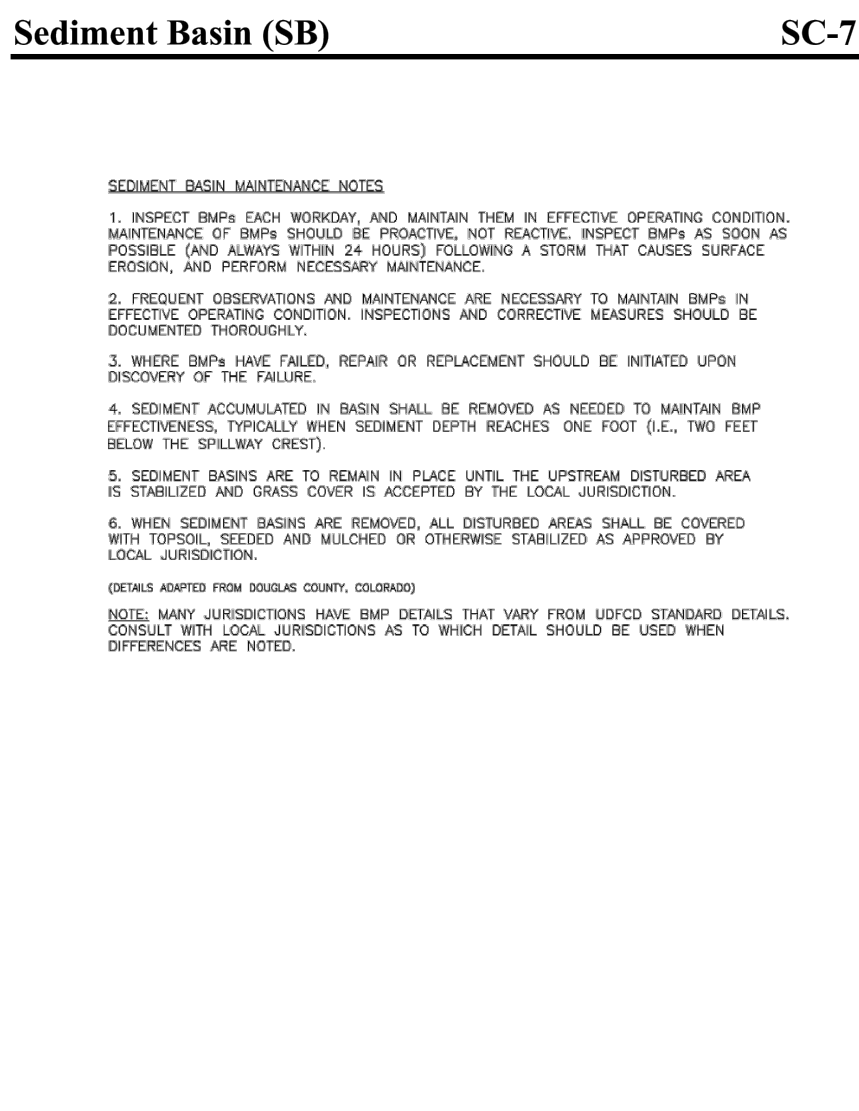 Sediment Basin (SB) SC-7
SEDIMENT BASIN MAINTENANCE NOTES
1. INSPECT BMPs EACH WORKDAY, AND MAINTAIN THEM IN EFFECTIVE OPERATING CONDITION.
MAINTENANCE OF BMPs SHOULD BE PROACTIVE, NOT REACTIVE. INSPECT BMPs AS SOON AS
POSSIBLE (AND ALWAYS WITHIN 24 HOURS) FOLLOWING A STORM THAT CAUSES SURFACE
EROSION, AND PERFORM NECESSARY MAINTENANCE.
2. FREQUENT OBSERVATIONS AND MAINTENANCE ARE NECESSARY TO MAINTAIN BMPs IN
EFFECTIVE OPERATING CONDITION. INSPECTIONS AND CORRECTIVE MEASURES SHOULD BE
DOCUMENTED THOROUGHLY.
3. WHERE BMPs HAVE FAILED, REPAIR OR REPLACEMENT SHOULD BE INITIATED UPON
DISCOVERY OF THE FAILURE.
4. SEDIMENT ACCUMULATED IN BASIN SHALL BE REMOVED AS NEEDED TO MAINTAIN BMP
EFFECTIVENESS, TYPICALLY WHEN SEDIMENT DEPTH REACHES ONE FOOT (I.E., TWO FEET
BELOW THE SPILLWAY CREST).
5. SEDIMENT BASINS ARE TO REMAIN IN PLACE UNTIL THE UPSTREAM DISTURBED AREA
IS STABILIZED AND GRASS COVER IS ACCEPTED BY THE LOCAL JURISDICTION.
6. WHEN SEDIMENT BASINS ARE REMOVED, ALL DISTURBED AREAS SHALL BE COVERED
WITH TOPSOIL, SEEDED AND MULCHED OR OTHERWISE STABILIZED AS APPROVED BY
LOCAL JURISDICTION.
(DETAILS ADAPTED FROM DOUGLAS COUNTY, COLORADO)
NOTE: MANY JURISDICTIONS HAVE BMP DETAILS THAT VARY FROM UDFCD STANDARD DETAILS.
CONSULT WITH LOCAL JURISDICTIONS AS TO WHICH DETAIL SHOULD BE USED WHEN
DIFFERENCES ARE NOTED.